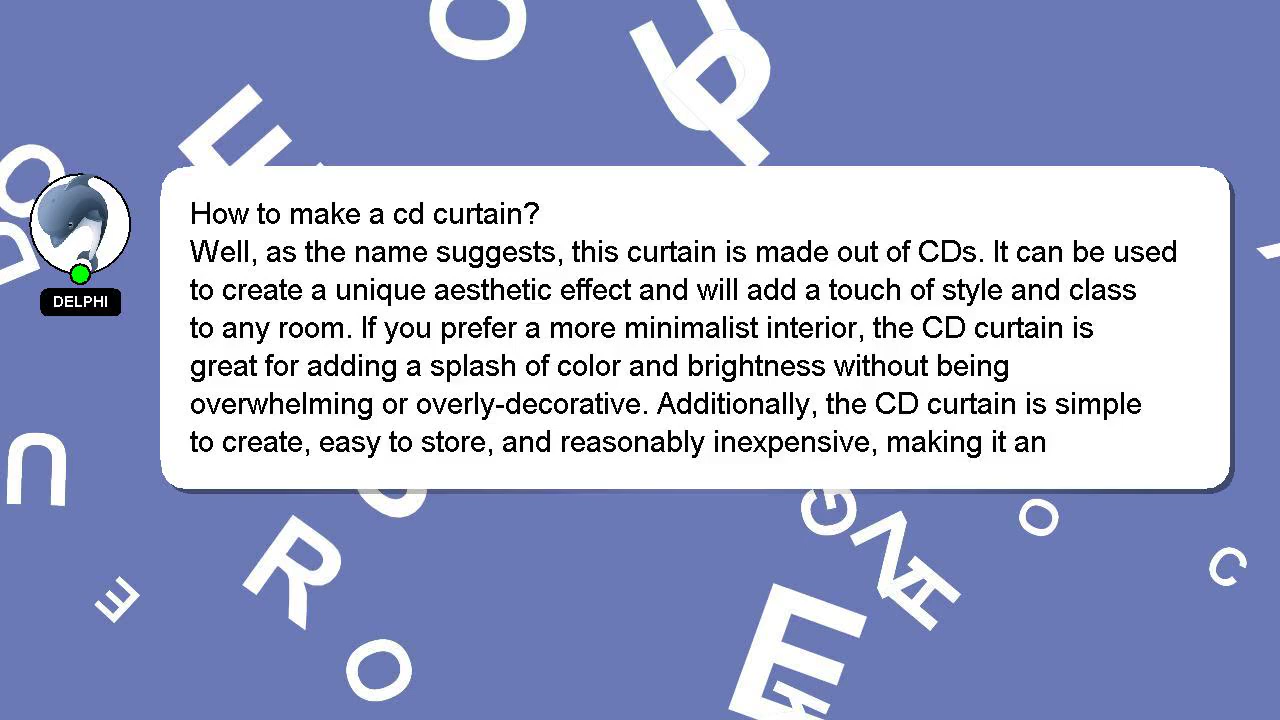 DELPHI
How to make a cd curtain?
Well, as the name suggests, this curtain is made out of CDs. It can be used
to create a unique aesthetic effect and will add a touch of style and class
to any room. If you prefer a more minimalist interior, the CD curtain is
great for adding a splash of color and brightness without being
overwhelming or overly-decorative. Additionally, the CD curtain is simple
to create, easy to store, and reasonably inexpensive, making it an